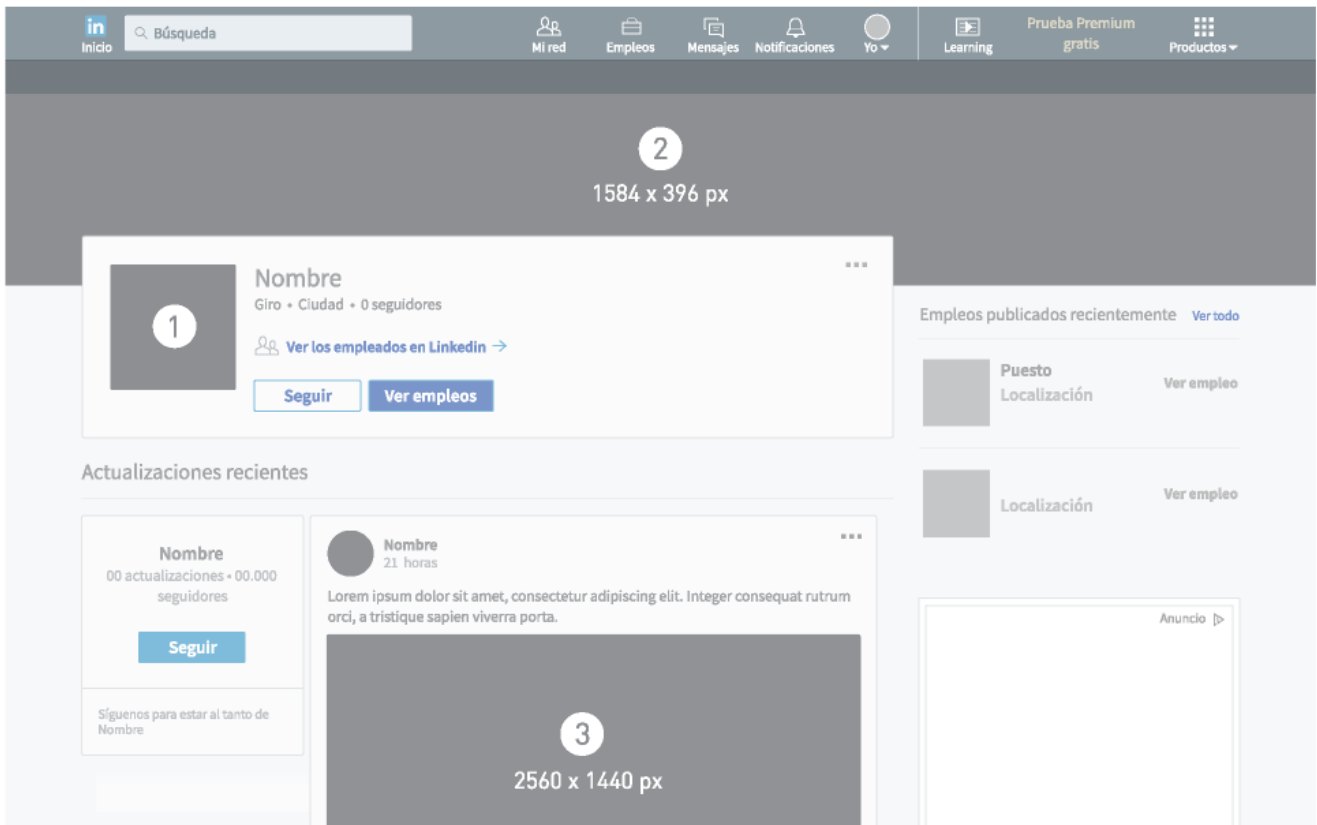 in
Inicio
Búsqueda
Mi red
Empleos
Mensajes
Notificaciones
Yo
Learning
Prueba Premium
gratis
Productos
2
1584 x 396 px
1
Nombre
Giro • Ciudad • 0 seguidores
Ver los empleados en Linkedin →
Seguir
Ver empleos
Empleos publicados recientemente
Ver todo
Puesto
Localización
Ver empleo
Localización
Ver empleo
Actualizaciones recientes
Nombre
00 actualizaciones • 00.000
seguidores
Seguir
Síguenos para estar al tanto de
Nombre
Nombre
21 horas
Lorem ipsum dolor sit amet, consectetur adipiscing elit. Integer consequat rutrum
orci, a tristique sapien viverra porta.
3
2560 x 1440 px
Anuncio